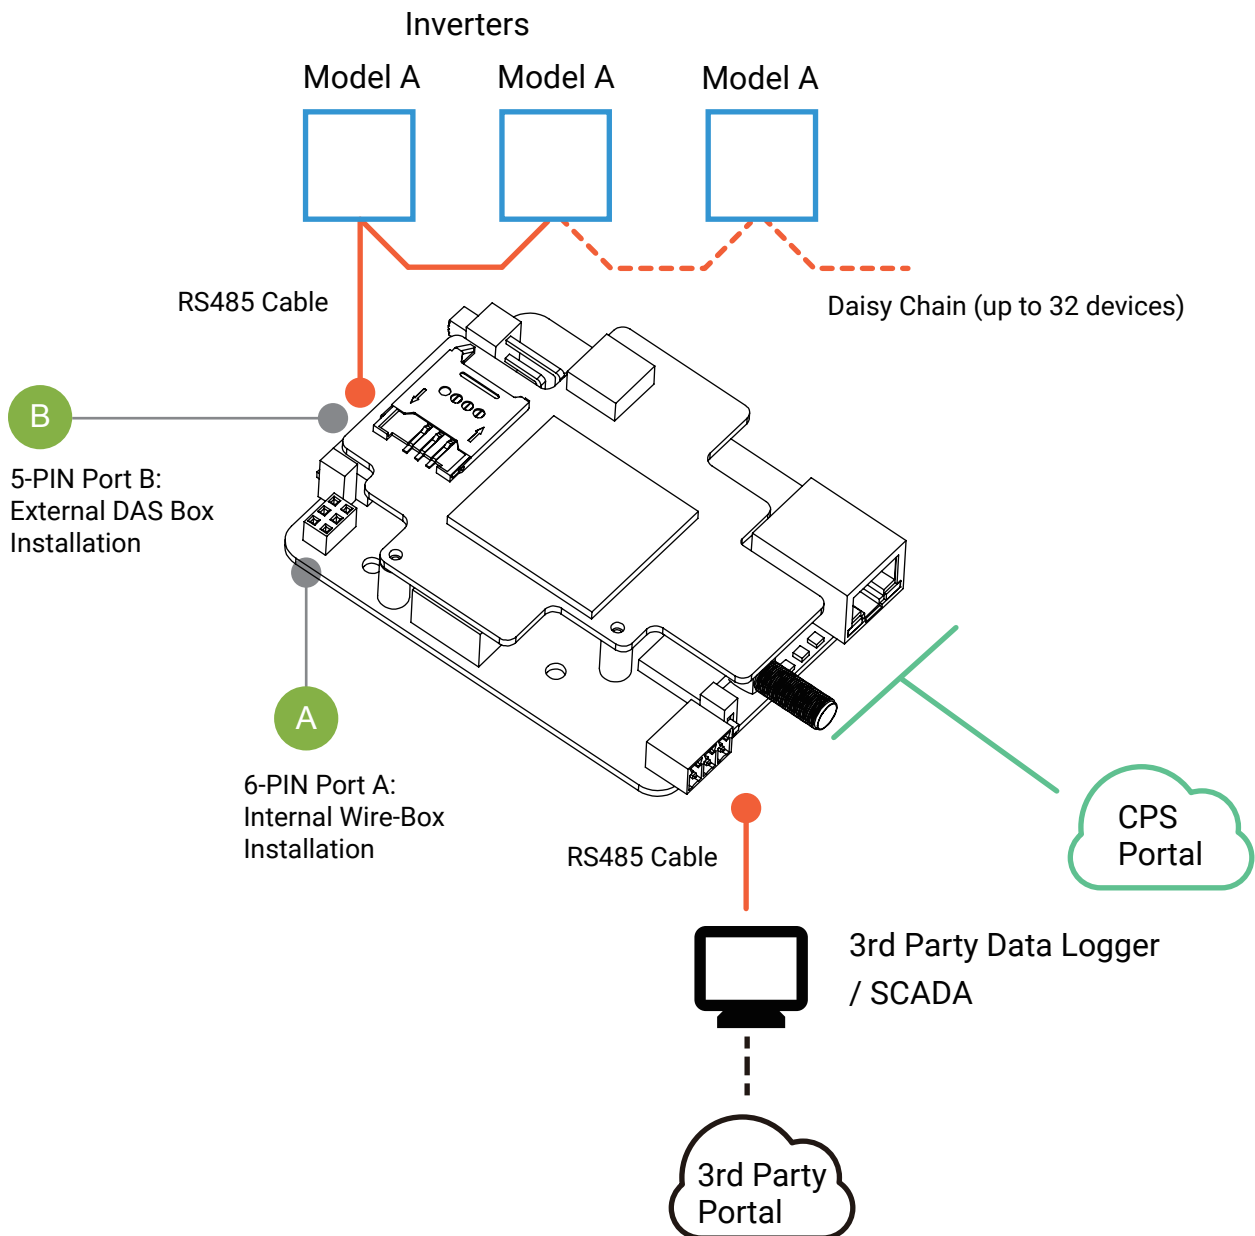 Inverters
Model A
Model A
Model A
RS485 Cable
Daisy Chain (up to 32 devices)
B
5-PIN Port B:
External DAS Box
Installation
A
6-PIN Port A:
Internal Wire-Box
Installation
RS485 Cable
CPS
Portal
3rd Party Data Logger
/ SCADA
3rd Party
Portal